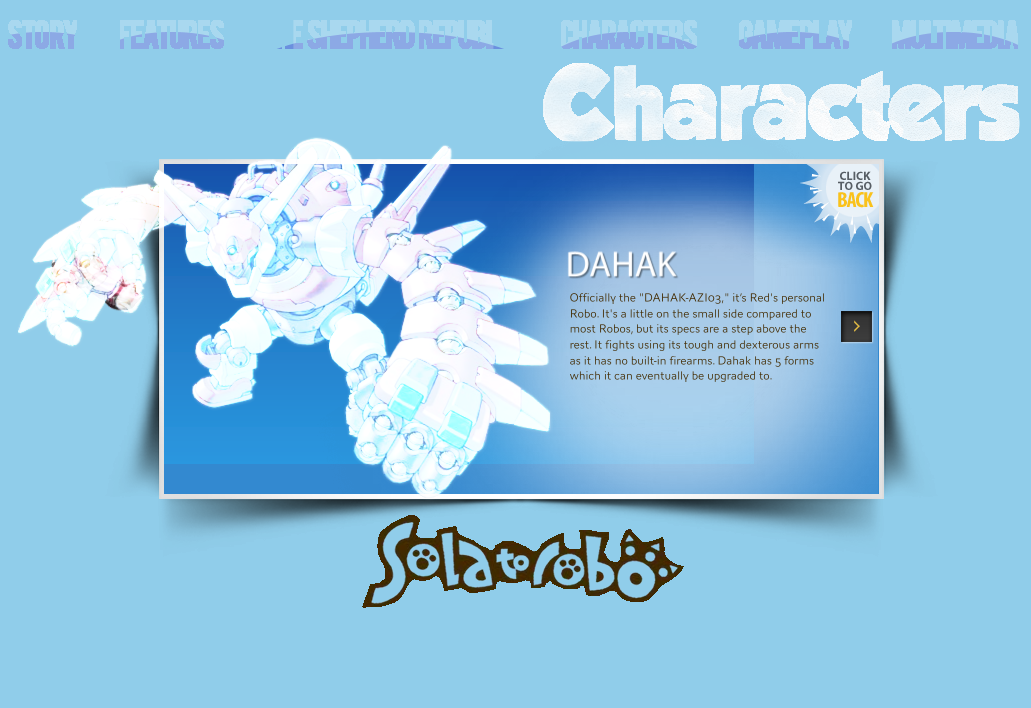 STORY FEATURES E SHEPHERD REPUBL CHARACTERS GAMEPLAY MULTIMEDIA
Characters
CLICK
TO GO
BACK
DAHAK
Officially the "DAHAK-AZI03," it's Red's personal
Robo. It's a little on the small side compared to
most Robos, but its specs are a step above the
rest. It fights using its tough and dexterous arms
as it has no built-in firearms. Dahak has 5 forms
which it can eventually be upgraded to.
Solatorobo